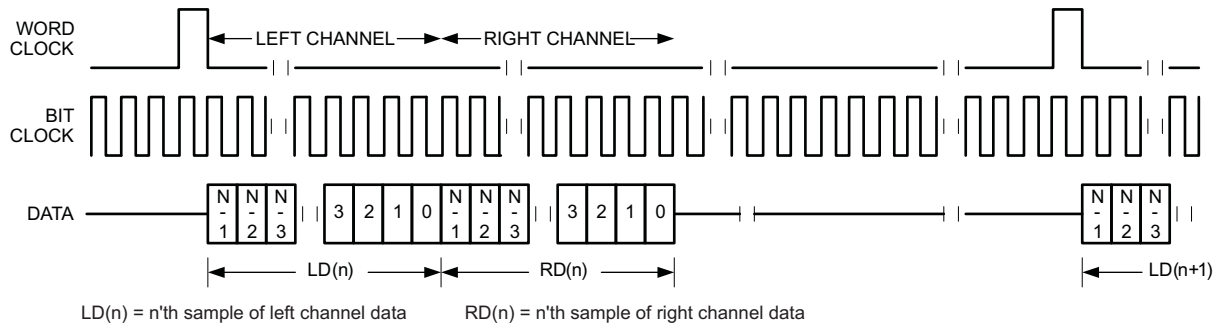 WORD
CLOCK
LEFT CHANNEL
RIGHT CHANNEL
BIT
CLOCK
DATA
N-1 N-2 N-3 3 2 1 0 N-1 N-2 N-3 3 2 1 0 N-1 N-2 N-3
LD(n)
RD(n)
LD(n+1)
LD(n) = n'th sample of left channel data
RD(n) = n'th sample of right channel data